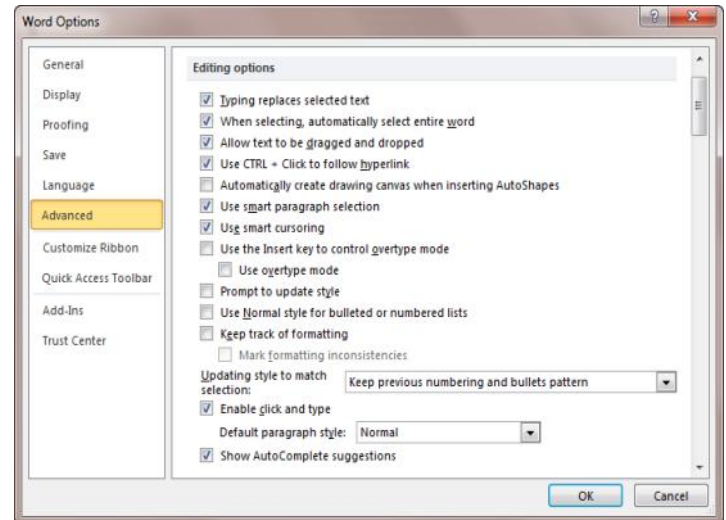 Word Options
General
Display
Proofing
Save
Language
Advanced
Customize Ribbon
Quick Access Toolbar
Add-Ins
Trust Center
Editing options
Typing replaces selected text
When selecting, automatically select entire word
Allow text to be dragged and dropped
Use CTRL + Click to follow hyperlink
Automatically create drawing canvas when inserting AutoShapes
Use smart paragraph selection
Use smart cursoring
Use the Insert key to control overtype mode
Use overtype mode
Prompt to update style
Use Normal style for bulleted or numbered lists
Keep track of formatting
Mark formatting inconsistencies
Updating style to match
selection:
Keep previous numbering and bullets pattern
Enable click and type
Default paragraph style: Normal
Show AutoComplete suggestions
OK Cancel